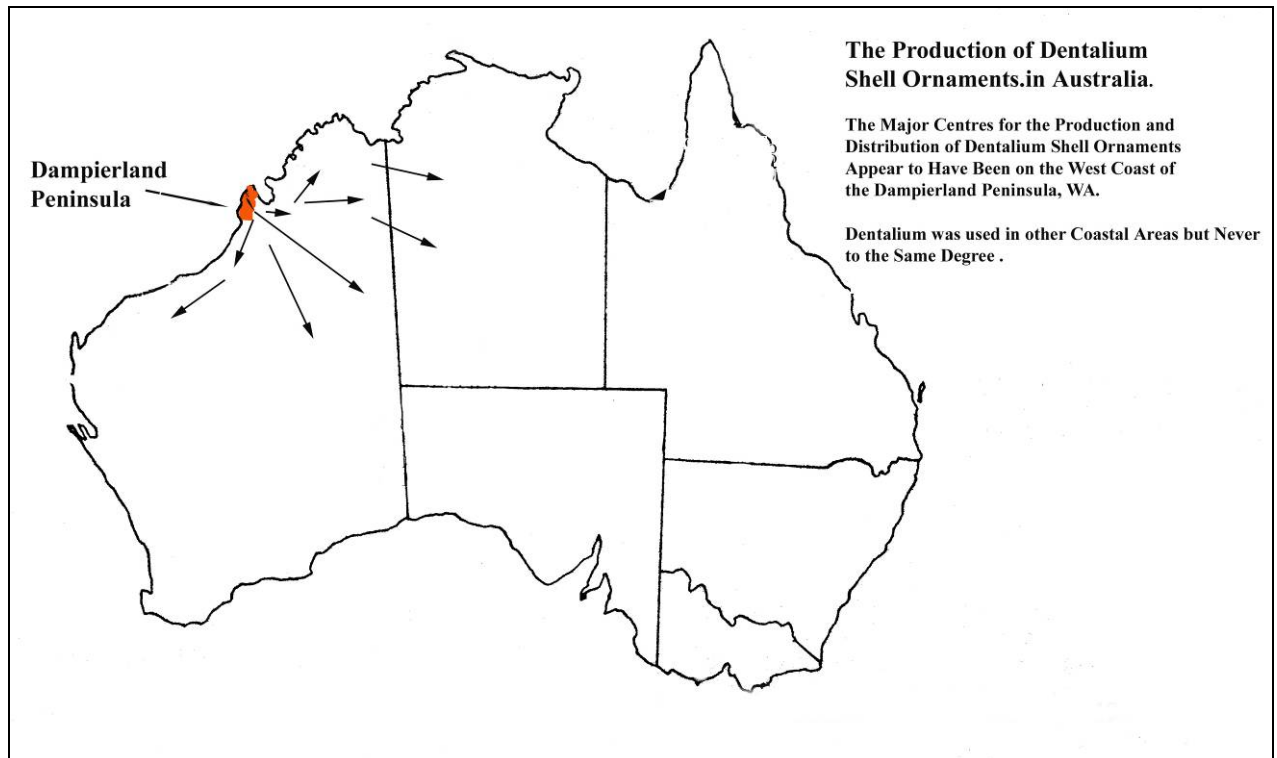 The Production of Dentalium
Shell Ornaments.in Australia.
The Major Centres for the Production and
Distribution of Dentalium Shell Ornaments
Appear to Have Been on the West Coast of
the Dampierland Peninsula, WA.
Dentalium was used in other Coastal Areas but Never
to the Same Degree .
Dampierland
Peninsula